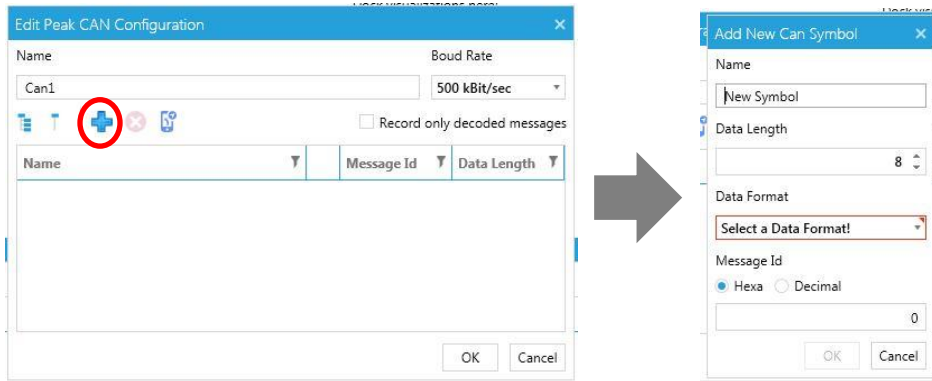 Edit Peak CAN Configuration
Name
Boud Rate
Can1
500 kBit/sec
Record only decoded messages
Name
Message Id
Data Length
OK
Cancel
Add New Can Symbol
Name
New Symbol
Data Length
8
Data Format
Select a Data Format!
Message Id
Hexa
Decimal
0
OK
Cancel